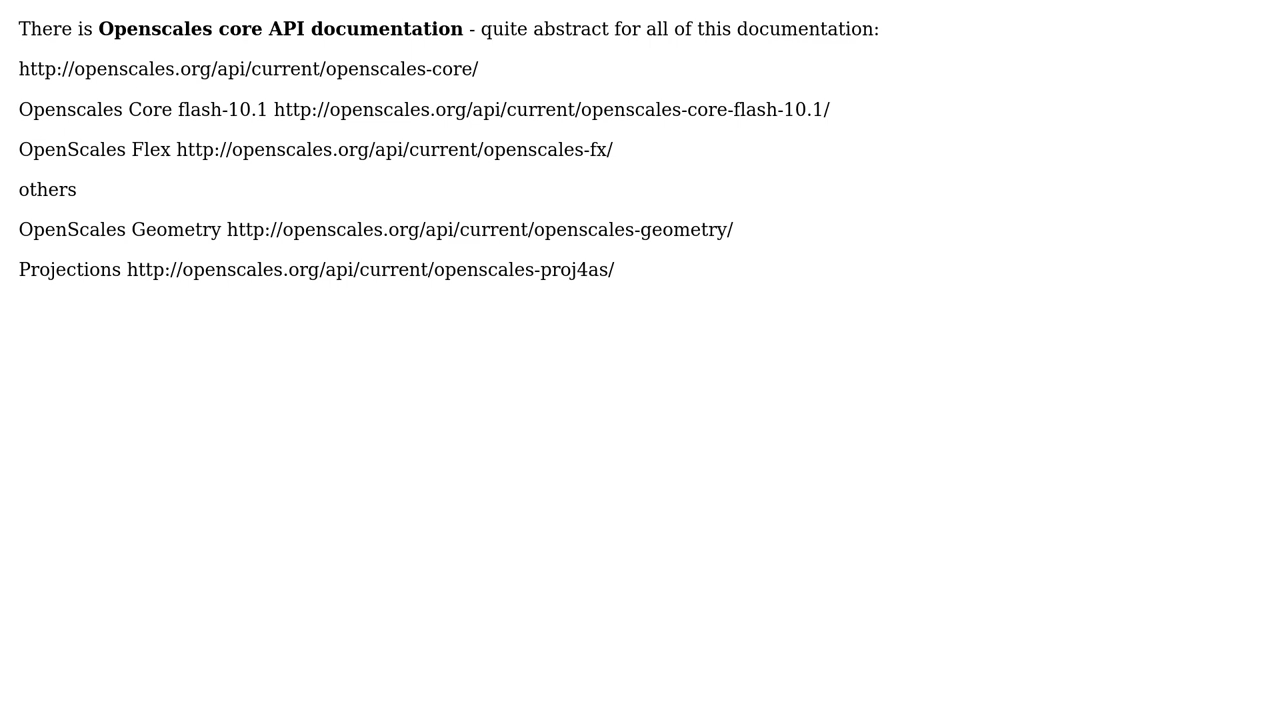 There is Openscales core API documentation - quite abstract for all of this documentation:
http://openscales.org/api/current/openscales-core/
Openscales Core flash-10.1 http://openscales.org/api/current/openscales-core-flash-10.1/
OpenScales Flex http://openscales.org/api/current/openscales-fx/
others
OpenScales Geometry http://openscales.org/api/current/openscales-geometry/
Projections http://openscales.org/api/current/openscales-proj4as/